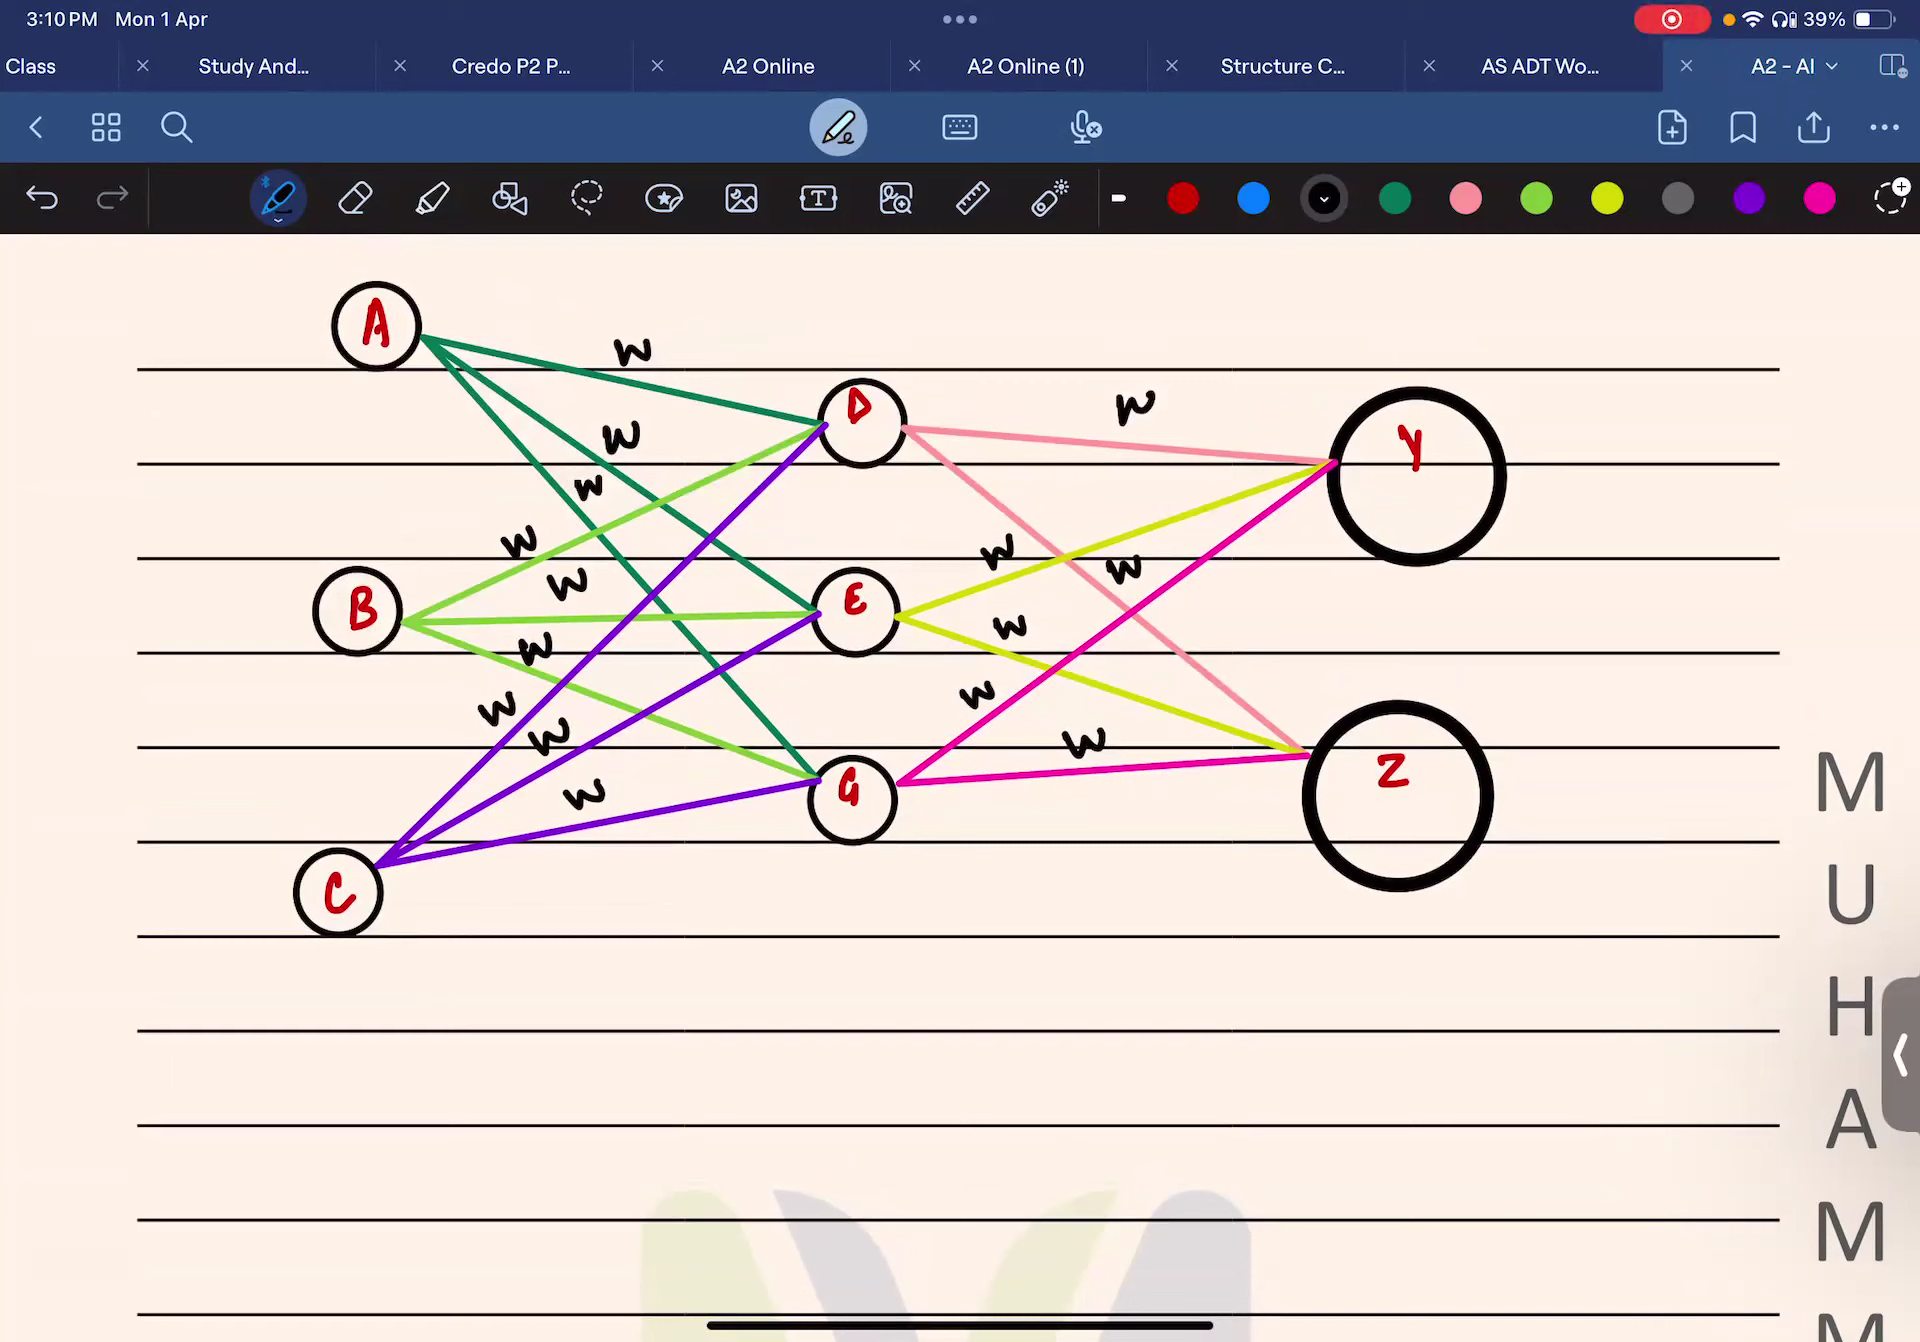 3:10 PM Mon 1 Apr
39%
Class
Study And...
Credo P2 P...
A2 Online
A2 Online (1)
Structure C...
AS ADT Wo...
A2 - AI
A
W
D
W
Y
W
W
W
W
W
B
W
E
W
W
W
W
W
W
Z
W
G
C
M
U
H
A
M
M